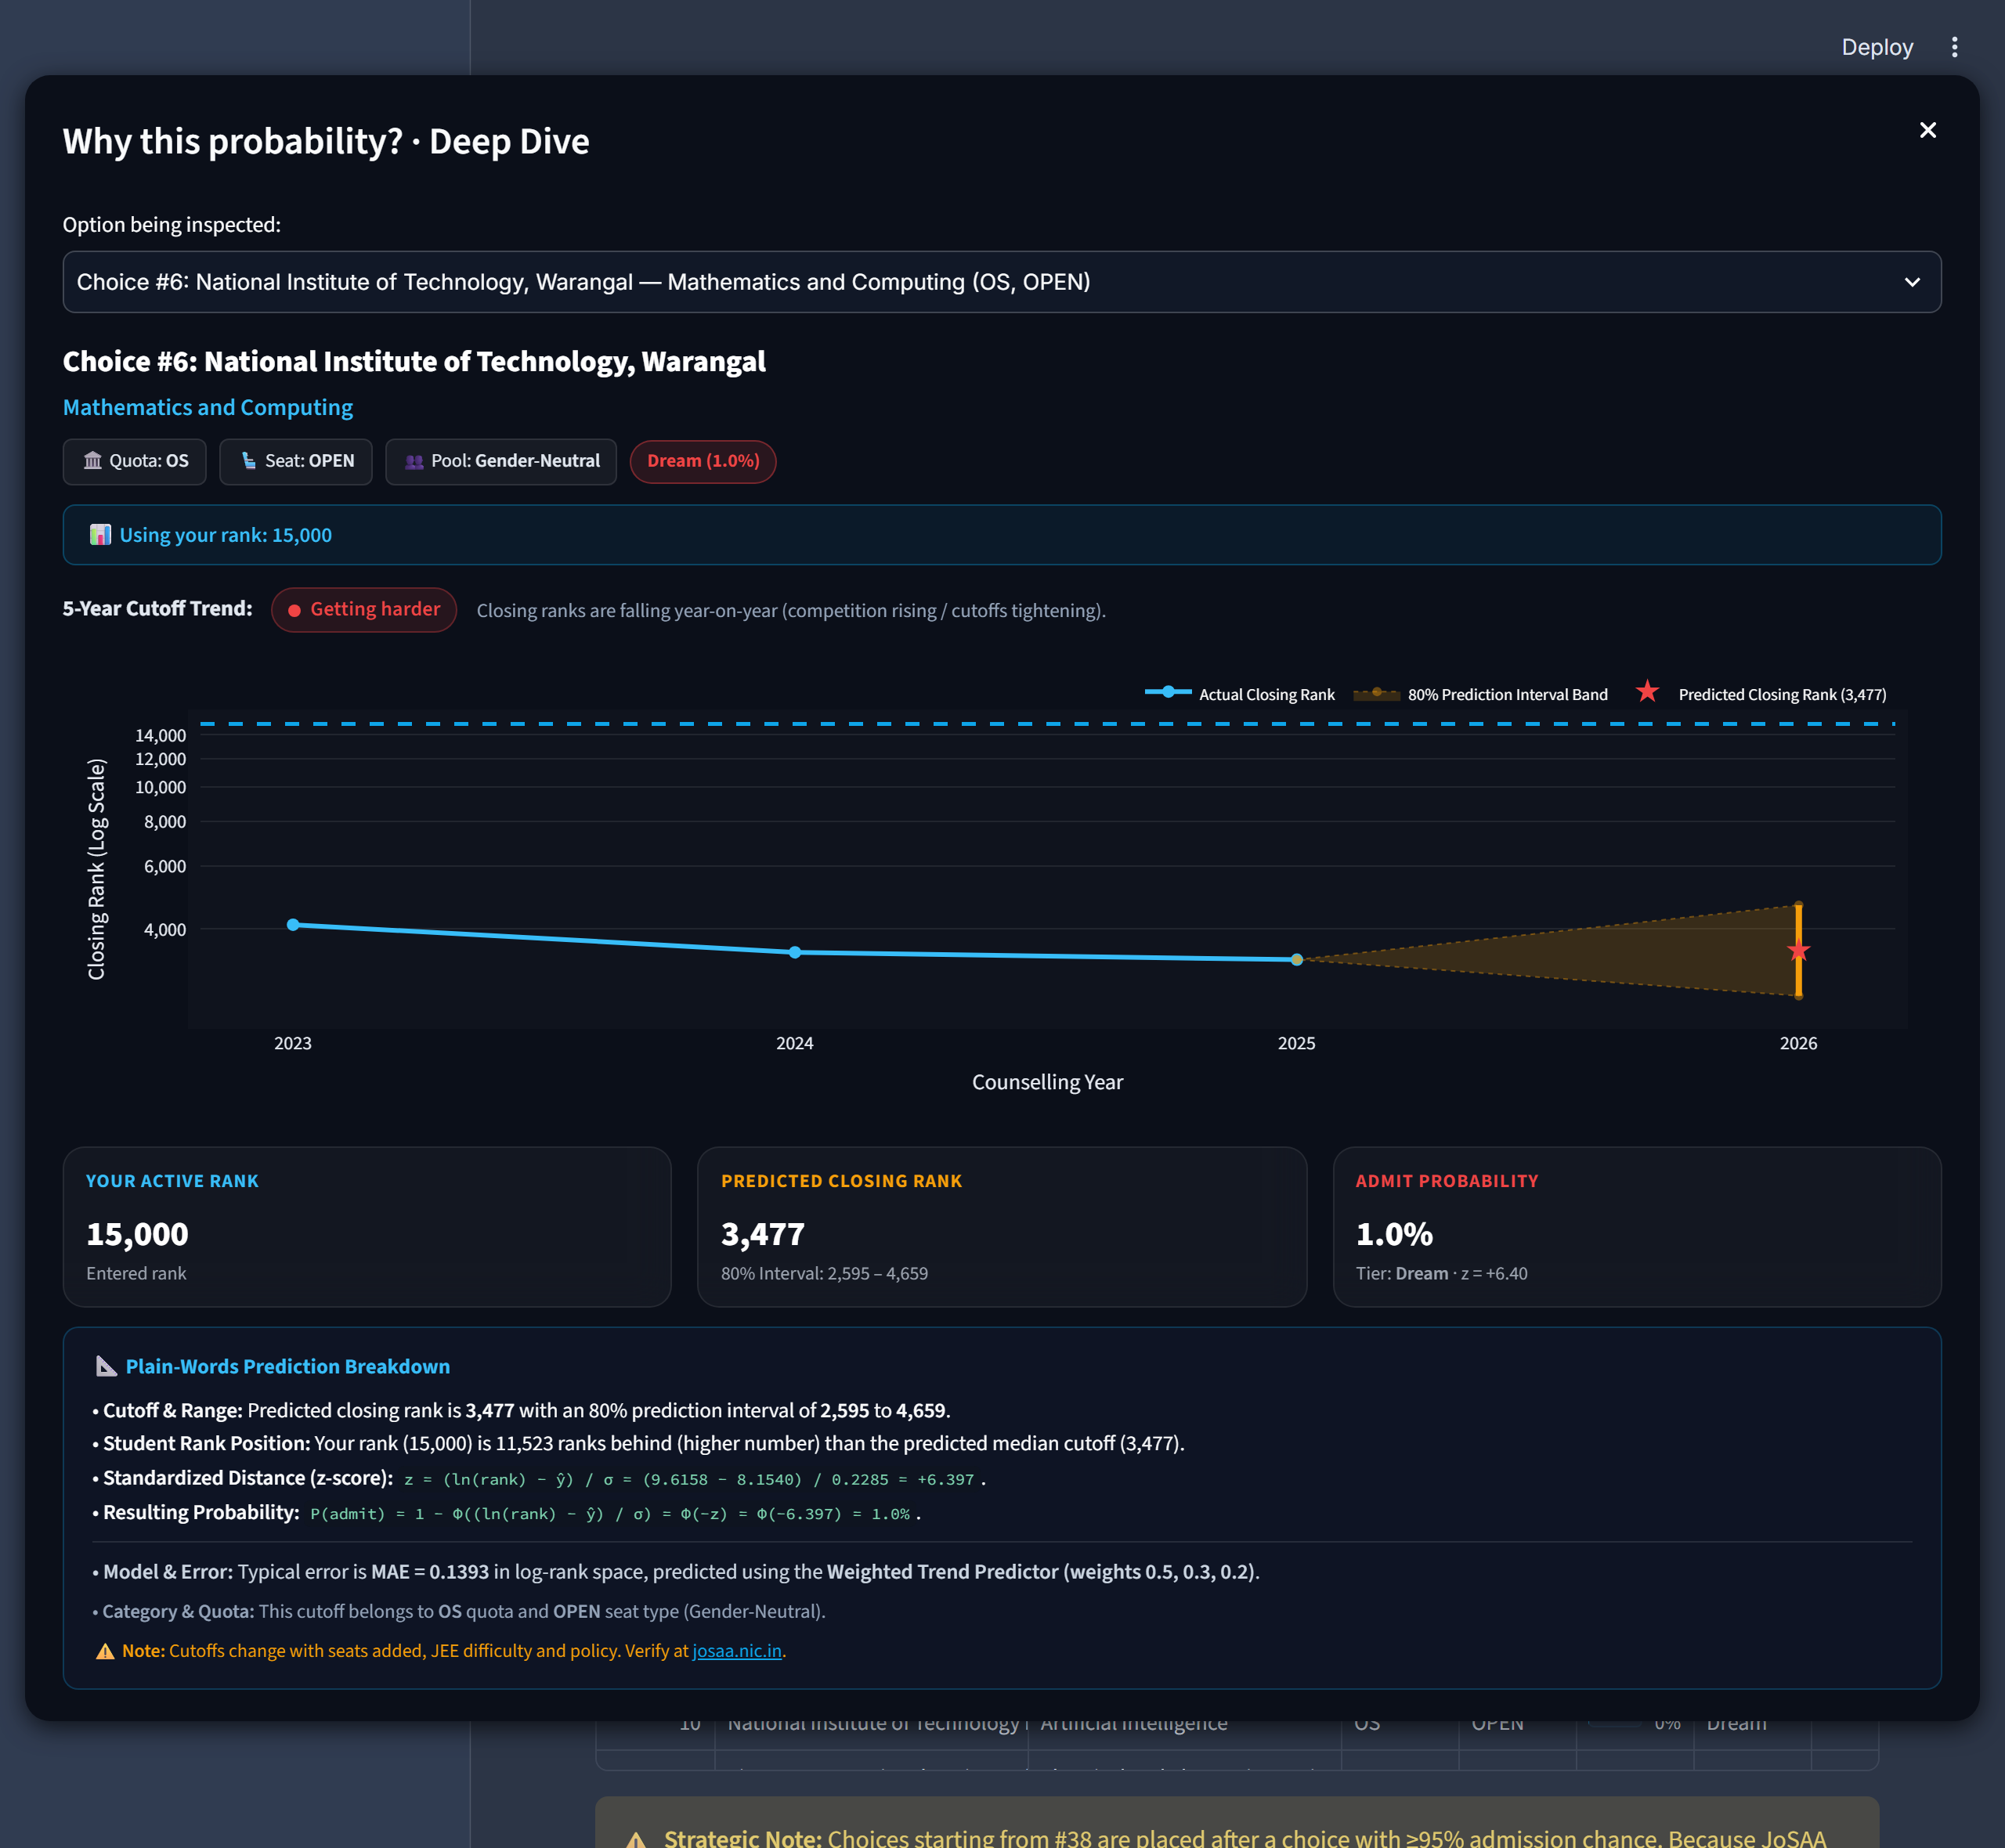 Deploy
Why this probability? · Deep Dive
Option being inspected:
Choice #6: National Institute of Technology, Warangal — Mathematics and Computing (OS, OPEN)
Choice #6: National Institute of Technology, Warangal
Mathematics and Computing
Quota: OS
Seat: OPEN
Pool: Gender-Neutral
Dream (1.0%)
Using your rank: 15,000
5-Year Cutoff Trend:
Getting harder
Closing ranks are falling year-on-year (competition rising / cutoffs tightening).
Actual Closing Rank
80% Prediction Interval Band
Predicted Closing Rank (3,477)
Closing Rank (Log Scale)
14,000
12,000
10,000
8,000
6,000
4,000
2023
2024
2025
2026
Counselling Year
YOUR ACTIVE RANK
15,000
Entered rank
PREDICTED CLOSING RANK
3,477
80% Interval: 2,595 – 4,659
ADMIT PROBABILITY
1.0%
Tier: Dream · z = +6.40
Plain-Words Prediction Breakdown
• Cutoff & Range: Predicted closing rank is 3,477 with an 80% prediction interval of 2,595 to 4,659.
• Student Rank Position: Your rank (15,000) is 11,523 ranks behind (higher number) than the predicted median cutoff (3,477).
• Standardized Distance (z-score): z = (ln(rank) − ŷ) / σ = (9.6158 − 8.1540) / 0.2285 = +6.397 .
• Resulting Probability: P(admit) = 1 − Φ((ln(rank) − ŷ) / σ) = Φ(−z) = Φ(−6.397) = 1.0% .
• Model & Error: Typical error is MAE = 0.1393 in log-rank space, predicted using the Weighted Trend Predictor (weights 0.5, 0.3, 0.2).
• Category & Quota: This cutoff belongs to OS quota and OPEN seat type (Gender-Neutral).
Note: Cutoffs change with seats added, JEE difficulty and policy. Verify at josaa.nic.in.
10 National Institute of Technology Artificial Intelligence OS OPEN 0% Dream
Strategic Note: Choices starting from #38 are placed after a choice with ≥95% admission chance. Because JoSAA